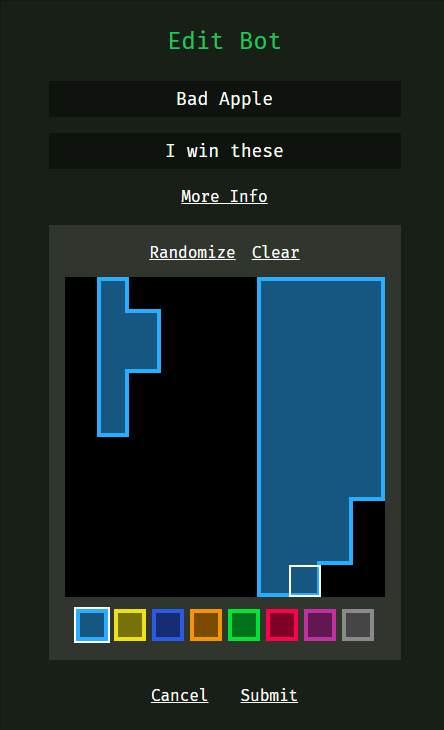 Edit Bot
Bad Apple
I win these
More Info
Randomize Clear
Cancel Submit